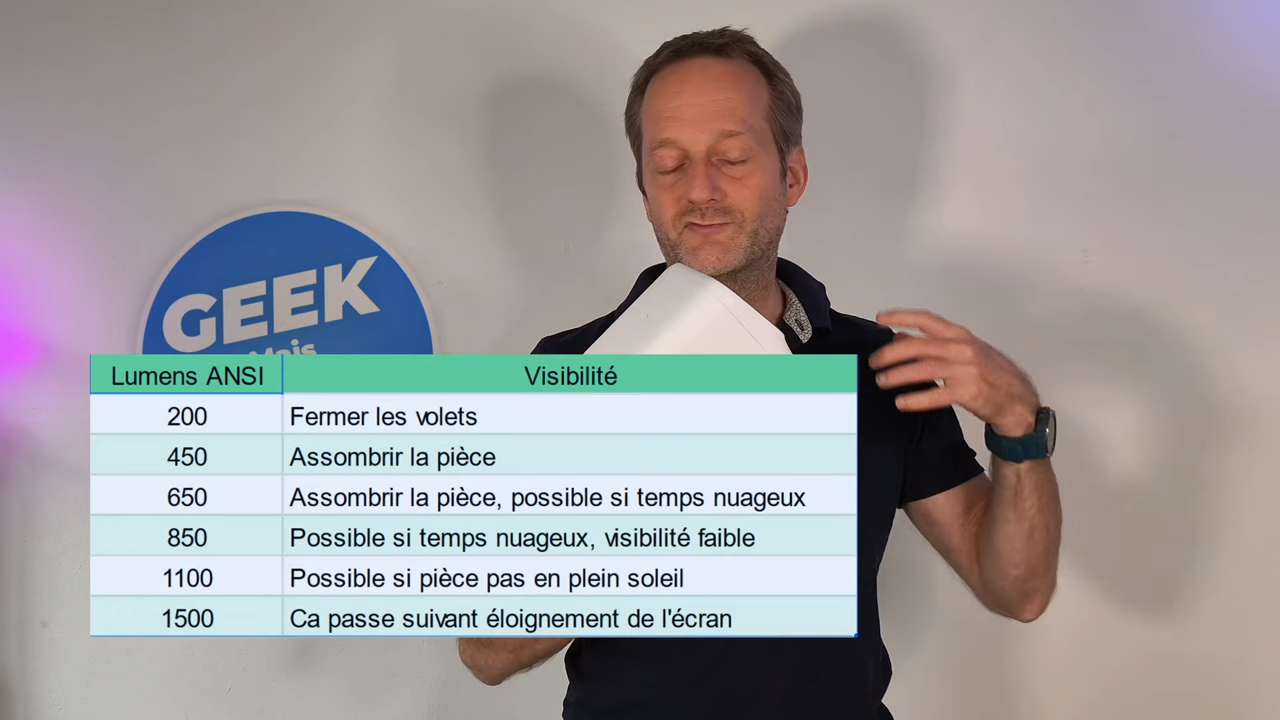 GEEK
Mais
Lumens ANSI Visibilité
200 Fermer les volets
450 Assombrir la pièce
650 Assombrir la pièce, possible si temps nuageux
850 Possible si temps nuageux, visibilité faible
1100 Possible si pièce pas en plein soleil
1500 Ca passe suivant éloignement de l'écran